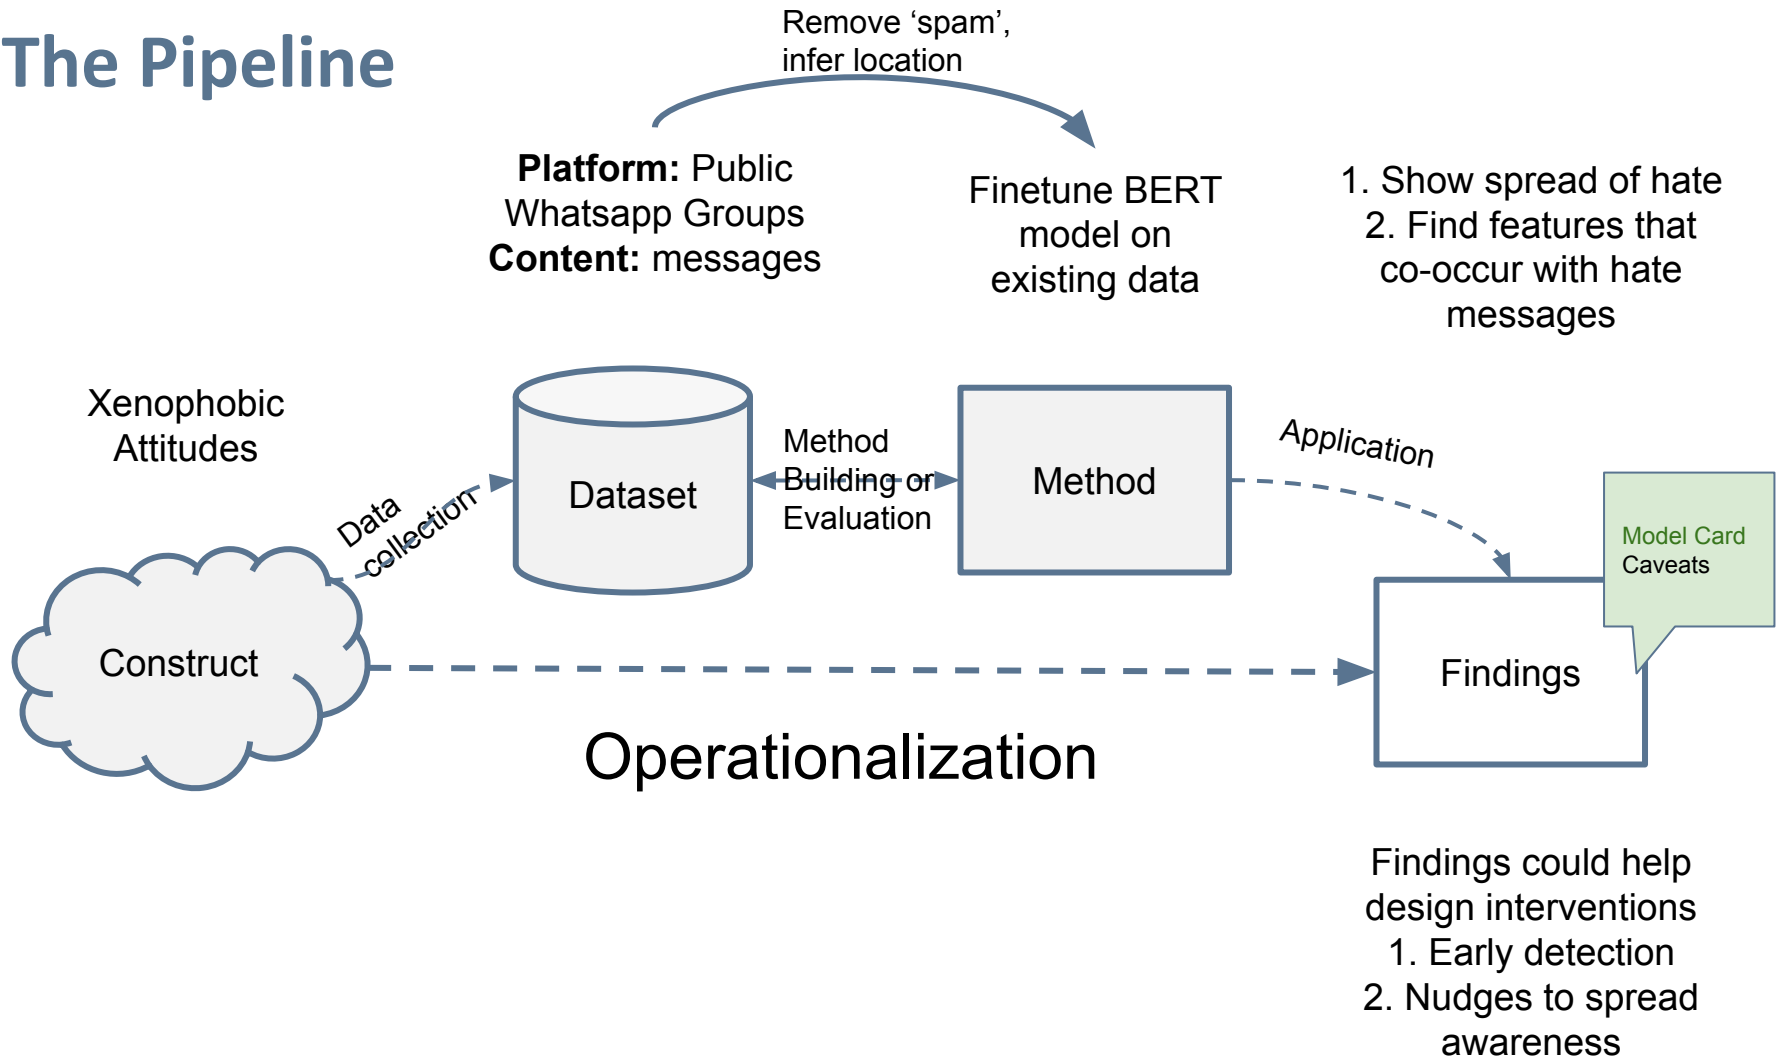 The Pipeline
Remove ‘spam’,
infer location
Platform: Public
Whatsapp Groups
Content: messages
Finetune BERT
model on
existing data
1. Show spread of hate
2. Find features that
co-occur with hate
messages
Xenophobic
Attitudes
Data
collection
Dataset
Method
Building or
Evaluation
Method
Application
Model Card
Caveats
Construct
Findings
Operationalization
Findings could help
design interventions
1. Early detection
2. Nudges to spread
awareness